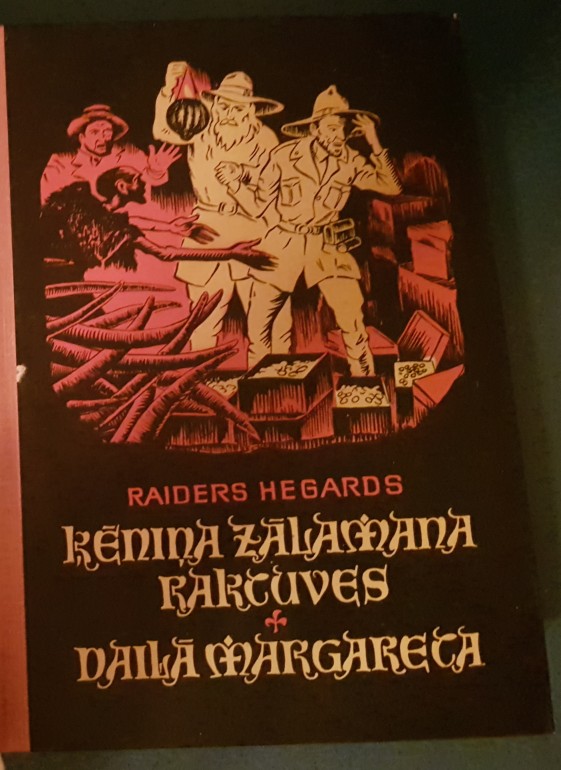 RAIDERS HEGARDS
ĶĒNIŅA ZĀLAMANA
RAKTUVES
DAILĀ MARGARETA